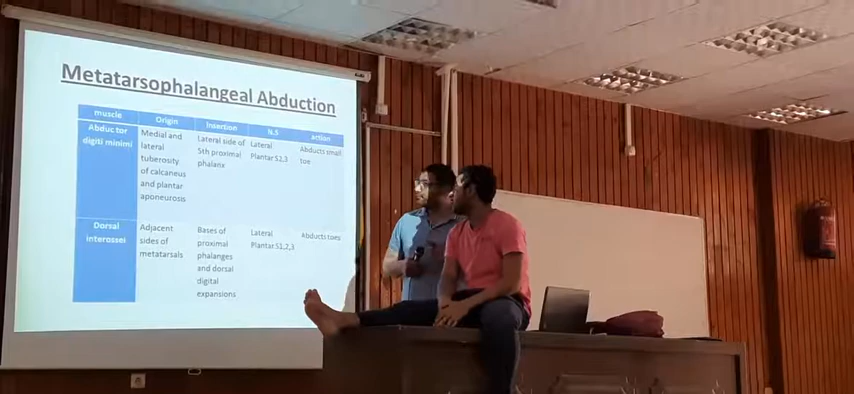 Metatarsophalangeal Abduction
muscle Origin Insertion N.S action
Abductor digiti minimi
Medial and lateral tuberosity of calcaneus and plantar aponeurosis
Lateral side of 5th proximal phalanx
Lateral Plantar S2,3
Abducts small toe
Dorsal interossei
Adjacent sides of metatarsals
Bases of proximal phalanges and dorsal digital expansions
Lateral Plantar S1,2,3
Abducts toes